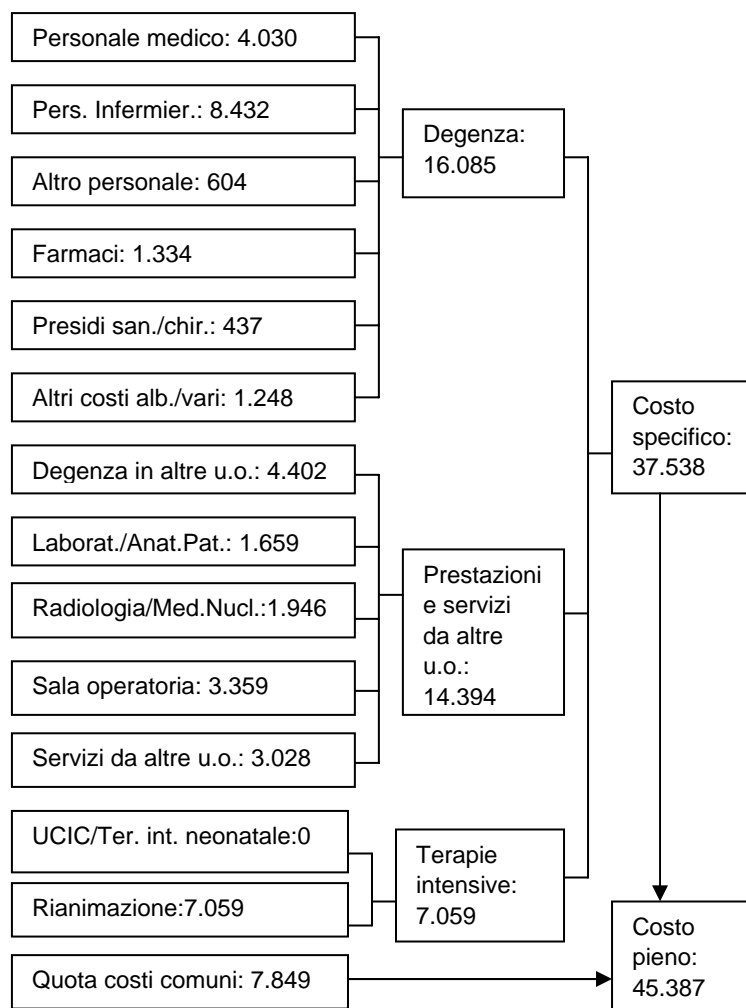 Personale medico: 4.030
Pers. Infermier.: 8.432
Altro personale: 604
Farmaci: 1.334
Presidi san./chir.: 437
Altri costi alb./vari: 1.248
Degenza in altre u.o.: 4.402
Laborat./Anat.Pat.: 1.659
Radiologia/Med.Nucl.:1.946
Sala operatoria: 3.359
Servizi da altre u.o.: 3.028
UCIC/Ter. int. neonatale:0
Rianimazione:7.059
Quota costi comuni: 7.849
Degenza:
16.085
Prestazioni
e servizi
da altre
u.o.:
14.394
Terapie
intensive:
7.059
Costo
specifico:
37.538
Costo
pieno:
45.387